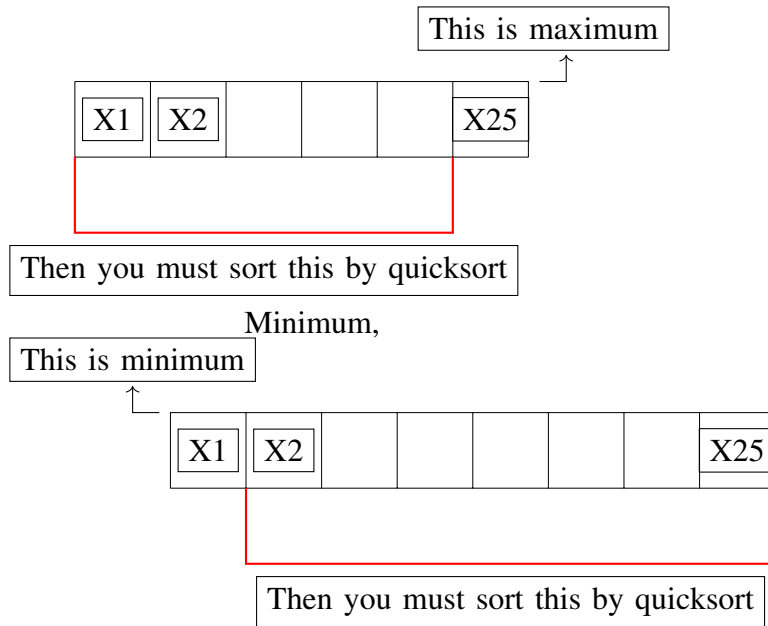 This is maximum
X1 X2 X25
Then you must sort this by quicksort
Minimum,
This is minimum
X1 X2 X25
Then you must sort this by quicksort